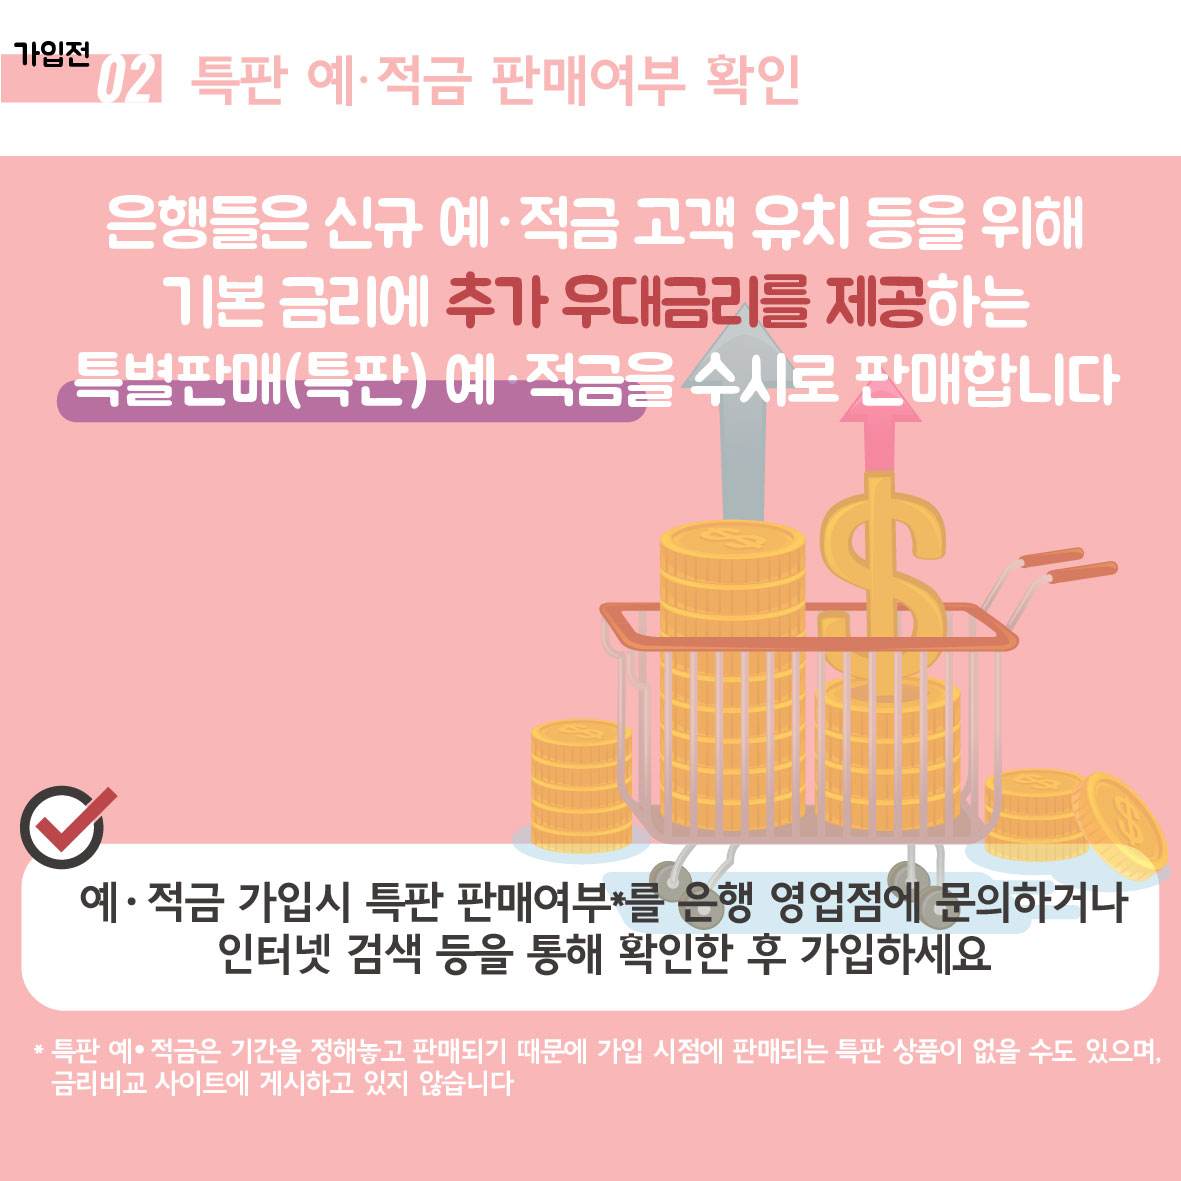 가입전
02 특판 예·적금 판매여부 확인
은행들은 신규 예·적금 고객 유치 등을 위해
기본 금리에 추가 우대금리를 제공하는
특별판매(특판) 예·적금을 수시로 판매합니다
예·적금 가입시 특판 판매여부*를 은행 영업점에 문의하거나
인터넷 검색 등을 통해 확인한 후 가입하세요
* 특판 예•적금은 기간을 정해놓고 판매되기 때문에 가입 시점에 판매되는 특판 상품이 없을 수도 있으며,
금리비교 사이트에 게시하고 있지 않습니다